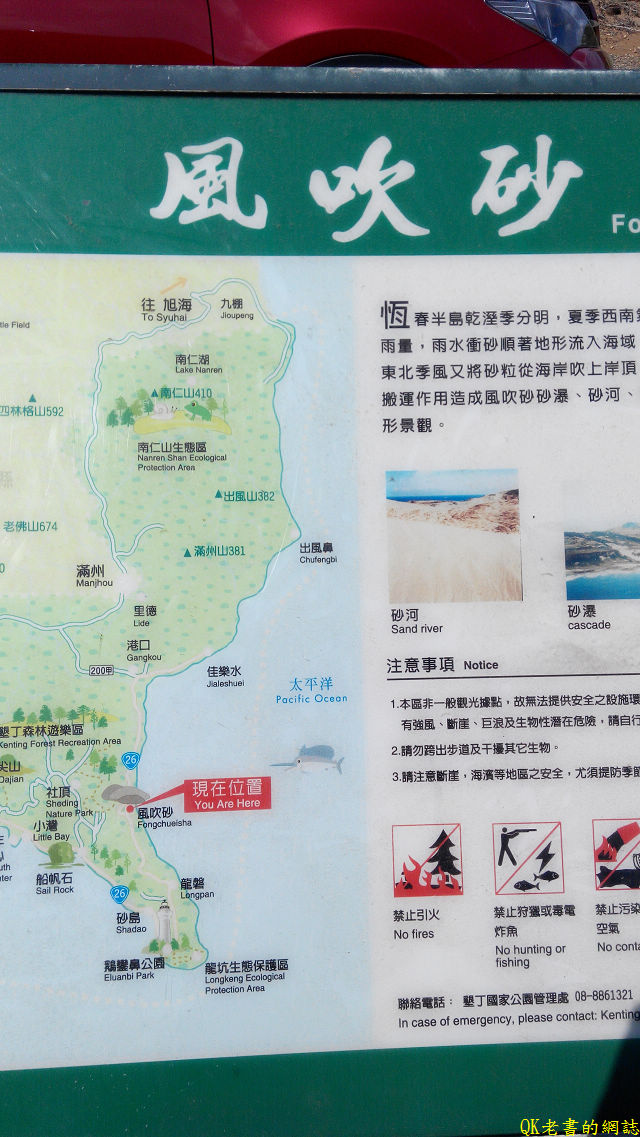 風吹砂
Fo
往 旭海
To Syuhai
九棚
Jioupeng
tle Field
南仁湖
Lake Nanren
南仁山410
四林格山592
南仁山生態區
Nanren Shan Ecological
Protection Area
縣
出風山382
老佛山674
滿州山381
0
出風鼻
Chufengbi
滿州
Manjhou
里德
Lide
港口
Gangkou
200甲
佳樂水
Jialeshuei
太平洋
Pacific Ocean
墾丁森林遊樂區
Kenting Forest Recreation Area
26
尖山
Dajian
現在位置
You Are Here
社頂
Sheding
Nature Park
風吹砂
Fongchueisha
小灣
Little Bay
船帆石
Sail Rock
26
龍磐
Longpan
砂島
Shadao
鵝鑾鼻公園
Eluanbi Park
龍坑生態保護區
Longkeng Ecological
Protection Area
恆春半島乾溼季分明，夏季西南氣
雨量，雨水衝砂順著地形流入海域
東北季風又將砂粒從海岸吹上岸頂
搬運作用造成風吹砂砂瀑、砂河、
形景觀。
砂河
Sand river
砂瀑
cascade
注意事項 Notice
1.本區非一般觀光據點，故無法提供安全之設施環
有強風、斷崖、巨浪及生物性潛在危險，請自行
2.請勿跨出步道及干擾其它生物。
3.請注意斷崖，海濱等地區之安全，尤須提防季節
禁止引火
No fires
禁止狩獵或毒電
炸魚
No hunting or
fishing
禁止污染
空氣
No conta
聯絡電話： 墾丁國家公園管理處 08-8861321
In case of emergency, please contact: Kenting
QK老書的網誌